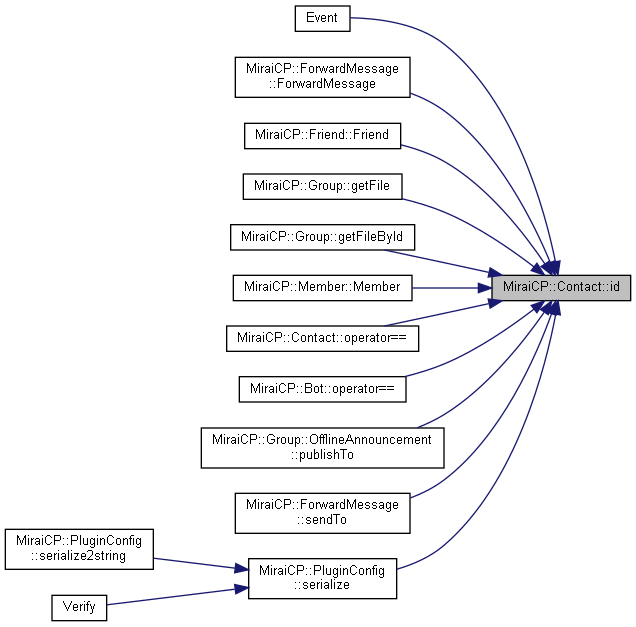 Event
MiraiCP::ForwardMessage
::ForwardMessage
MiraiCP::Friend::Friend
MiraiCP::Group::getFile
MiraiCP::Group::getFileById
MiraiCP::Contact::id
MiraiCP::Member::Member
MiraiCP::Contact::operator==
MiraiCP::Bot::operator==
MiraiCP::Group::OfflineAnnouncement
::publishTo
MiraiCP::ForwardMessage
::sendTo
MiraiCP::PluginConfig
::serialize2string
MiraiCP::PluginConfig
::serialize
Verify